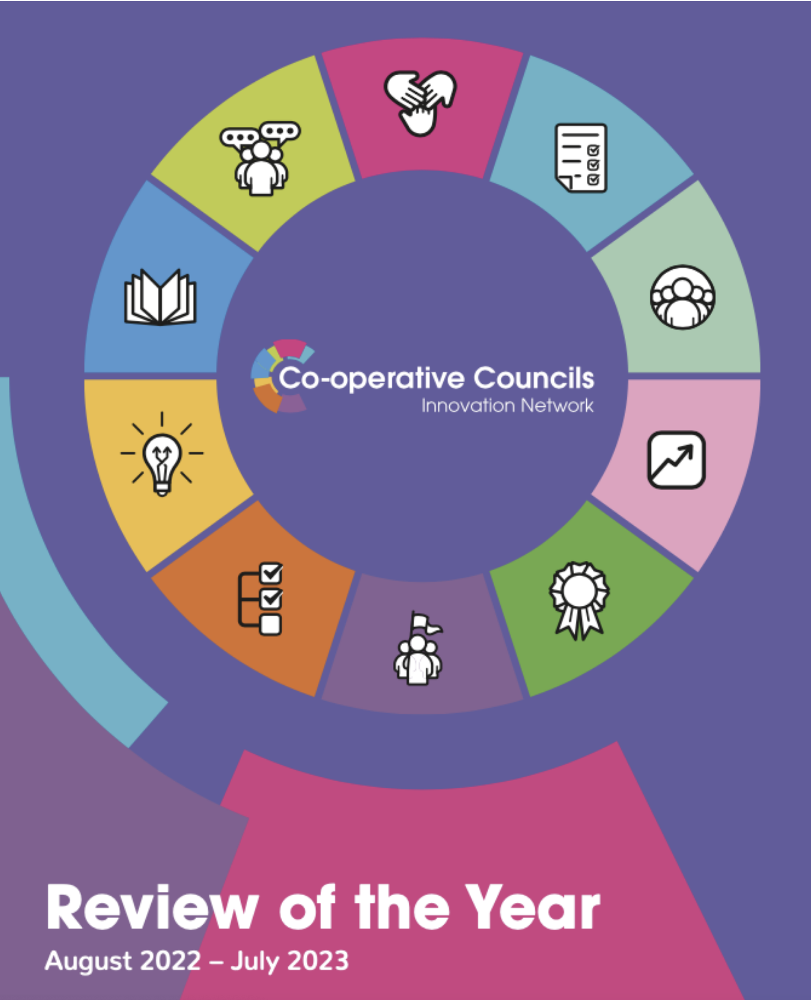 Co-operative Councils
Innovation Network
Review of the Year
August 2022 – July 2023